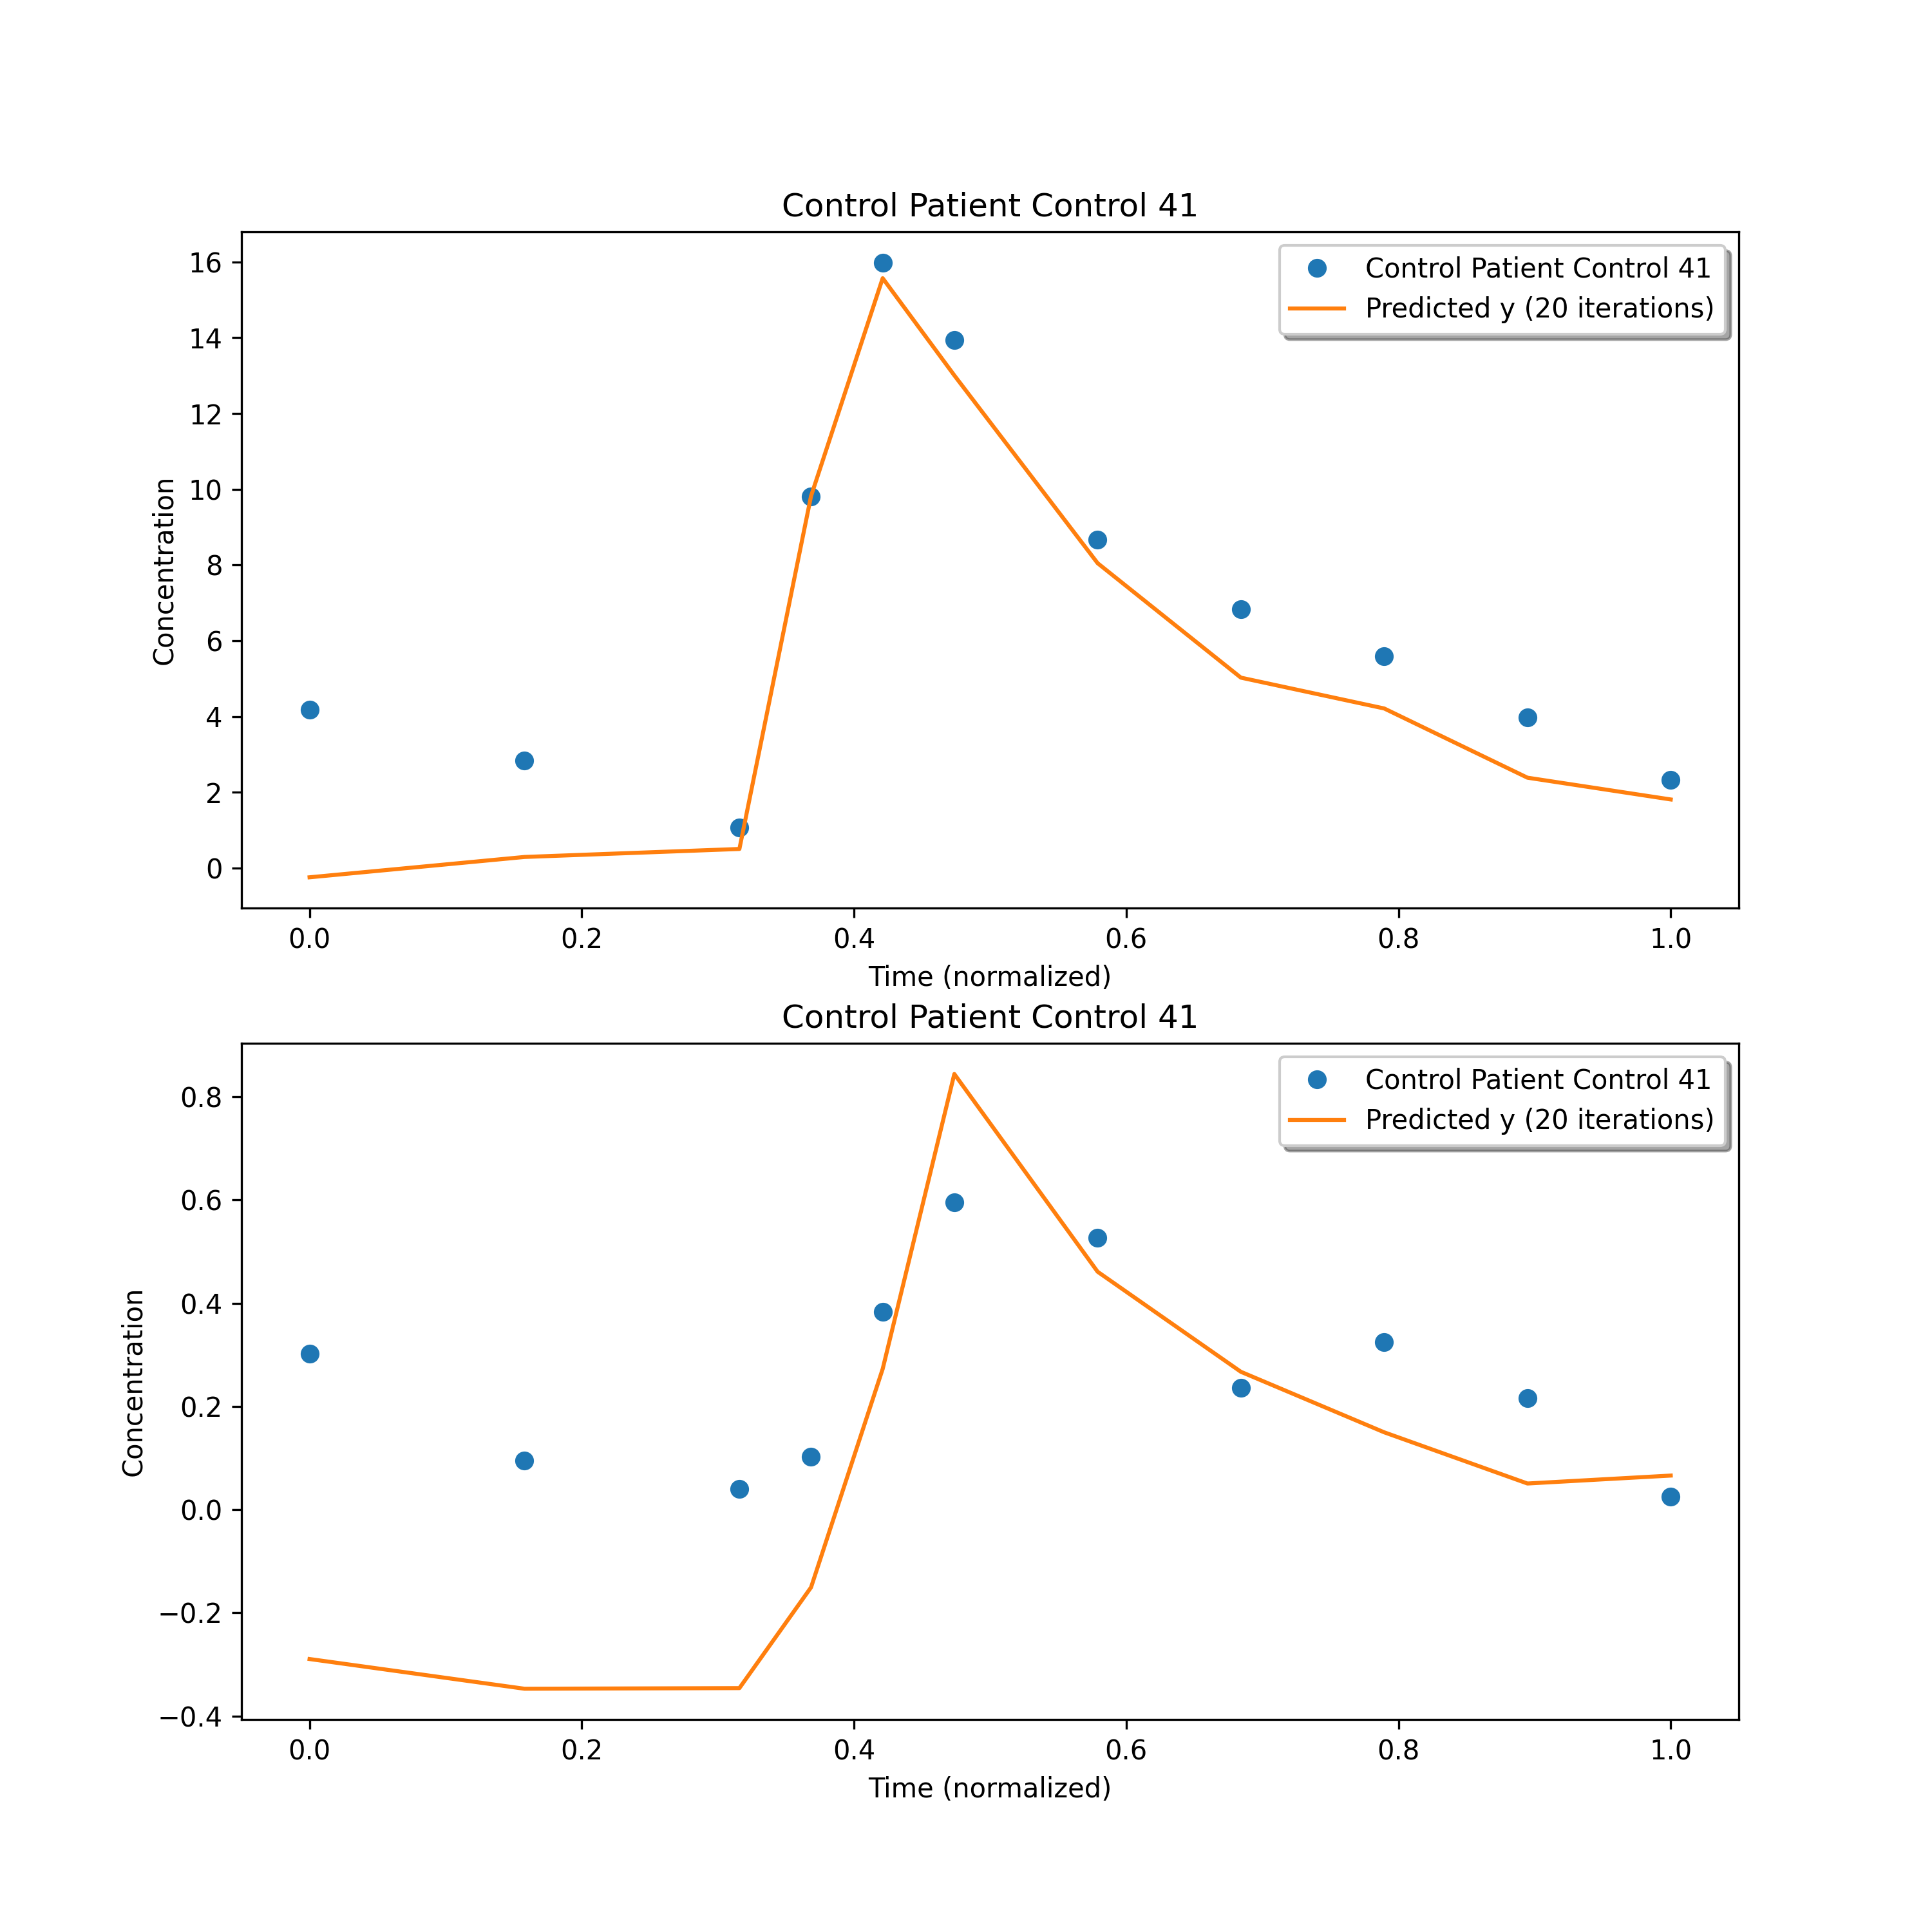 Control Patient Control 41
16
14
12
10
8
6
4
2
0
Concentration
Control Patient Control 41
Predicted y (20 iterations)
0.0 0.2 0.4 0.6 0.8 1.0
Time (normalized)
Control Patient Control 41
0.8
0.6
0.4
0.2
0.0
−0.2
−0.4
Concentration
Control Patient Control 41
Predicted y (20 iterations)
0.0 0.2 0.4 0.6 0.8 1.0
Time (normalized)